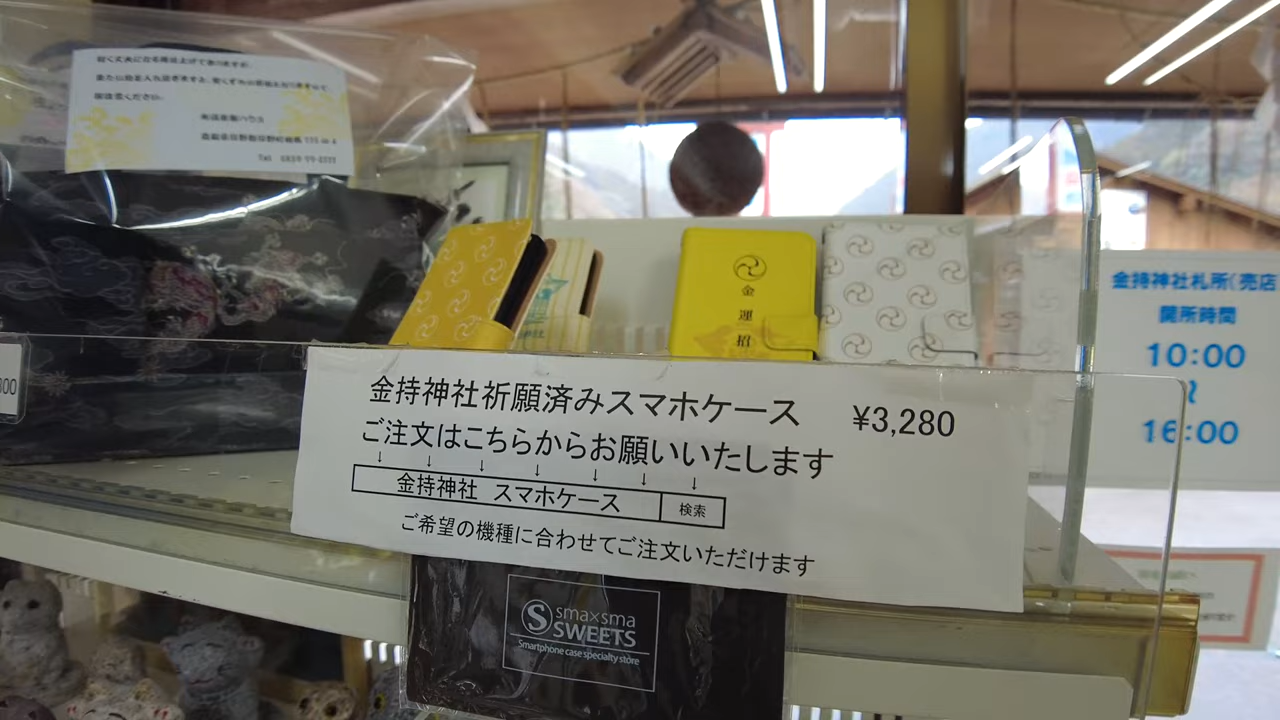 金持神社祈願済みスマホケース ¥3,280
ご注文はこちらからお願いいたします
↓ ↓ ↓ ↓ ↓ ↓ ↓
金持神社 スマホケース 検索
ご希望の機種に合わせてご注文いただけます
S sma×sma
SWEETS
Smartphone case specialty store
金運招
金持神社札所(売店
開所時間
10:00
~
16:00